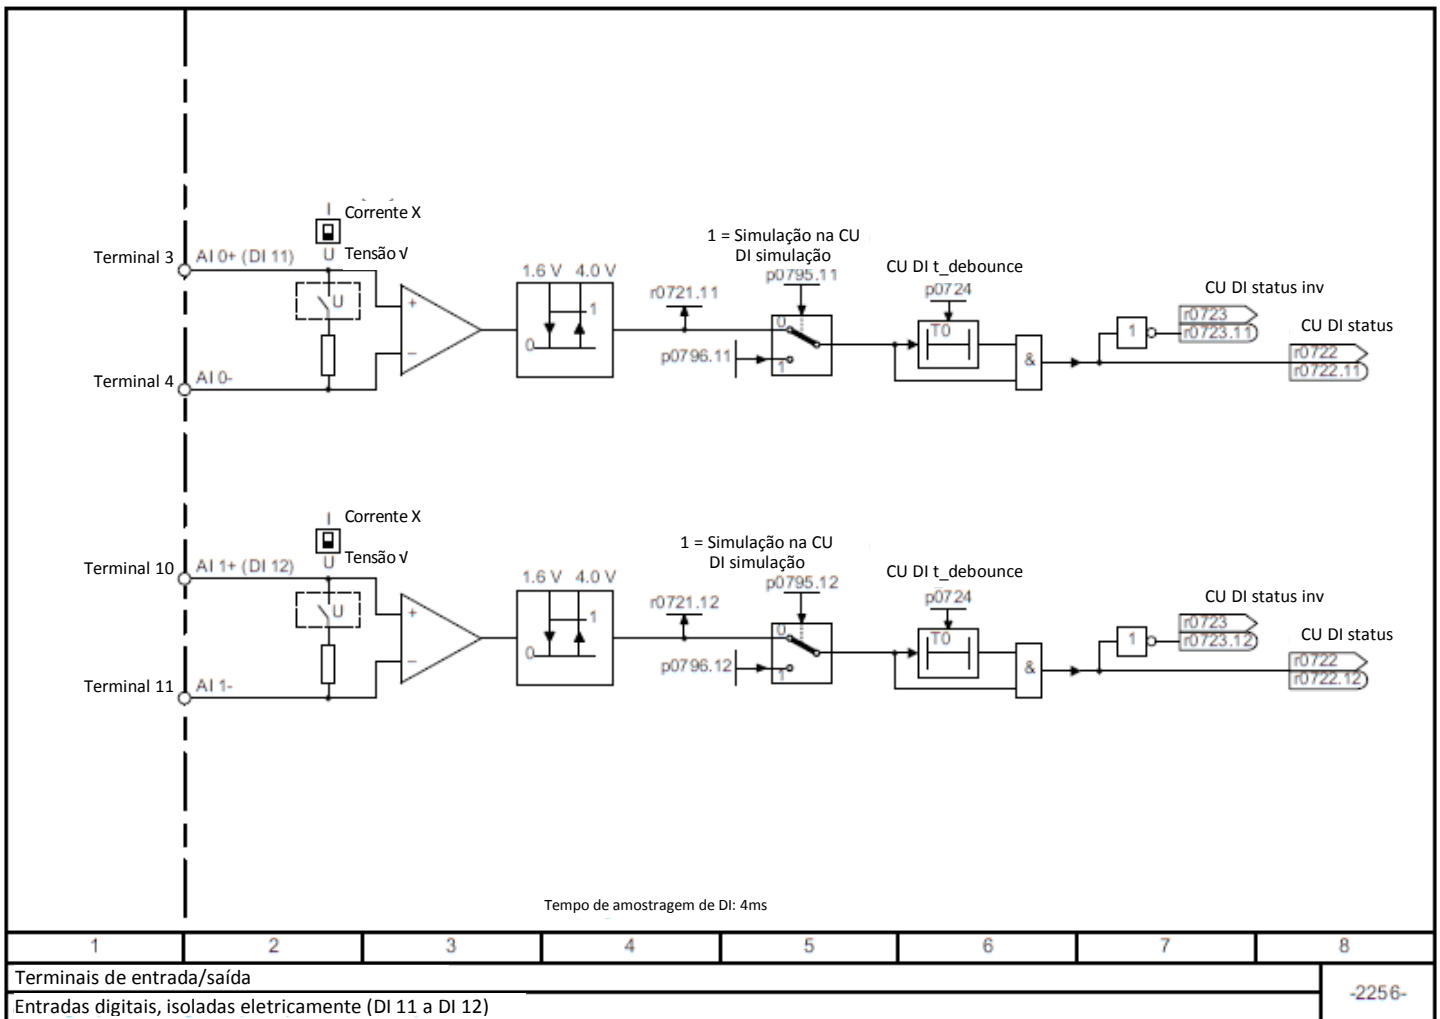 I
Corrente X
U Tensão √
Terminal 3
AI 0+ (DI 11)
U
+
−
Terminal 4
AI 0-
1.6 V 4.0 V
1
0
r0721.11
1 = Simulação na CU
DI simulação
p0795.11
0
1
p0796.11
CU DI t_debounce
p0724
T0
&
1
CU DI status inv
r0723
r0723.11
CU DI status
r0722
r0722.11
I
Corrente X
U Tensão √
Terminal 10
AI 1+ (DI 12)
U
+
−
Terminal 11
AI 1-
1.6 V 4.0 V
1
0
r0721.12
1 = Simulação na CU
DI simulação
p0795.12
0
1
p0796.12
CU DI t_debounce
p0724
T0
&
1
CU DI status inv
r0723
r0723.12
CU DI status
r0722
r0722.12
Tempo de amostragem de DI: 4ms
1 2 3 4 5 6 7 8
Terminais de entrada/saída
Entradas digitais, isoladas eletricamente (DI 11 a DI 12)
-2256-